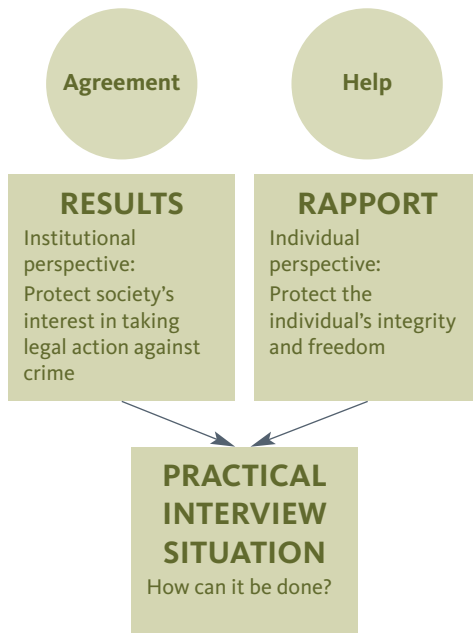 Agreement
Help
RESULTS
Institutional
perspective:
Protect society's
interest in taking
legal action against
crime
RAPPORT
Individual
perspective:
Protect the
individual's integrity
and freedom
PRACTICAL
INTERVIEW
SITUATION
How can it be done?